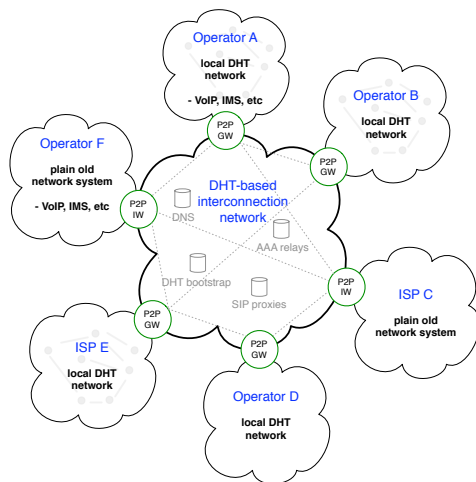 Operator A
local DHT
network
- VoIP, IMS, etc
P2P
GW
Operator B
local DHT
network
P2P
GW
Operator F
plain old
network system
- VoIP, IMS, etc
P2P
IW
DHT-based
interconnection
network
DNS
AAA relays
DHT bootstrap
SIP proxies
P2P
IW
ISP C
plain old
network system
P2P
GW
ISP E
local DHT
network
P2P
GW
Operator D
local DHT
network